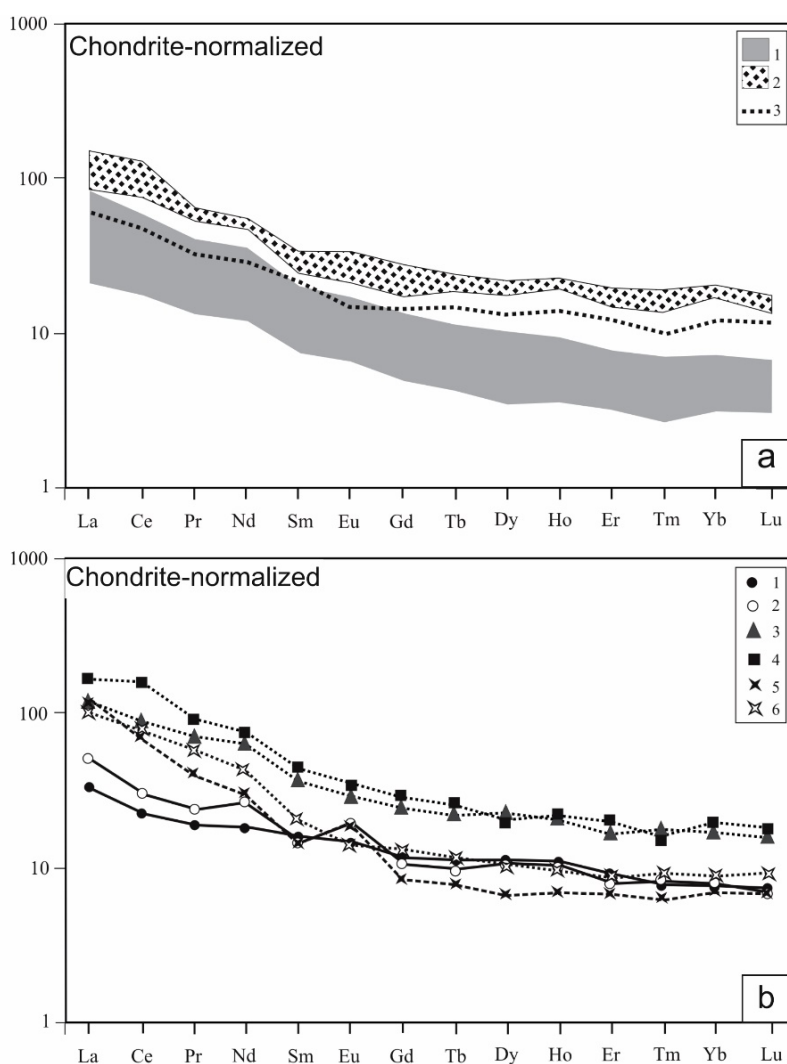 1000
Chondrite-normalized
1
2
3
100
10
1
a
La Ce Pr Nd Sm Eu Gd Tb Dy Ho Er Tm Yb Lu
1000
Chondrite-normalized
1
2
3
4
5
6
100
10
1
b
La Ce Pr Nd Sm Eu Gd Tb Dy Ho Er Tm Yb Lu